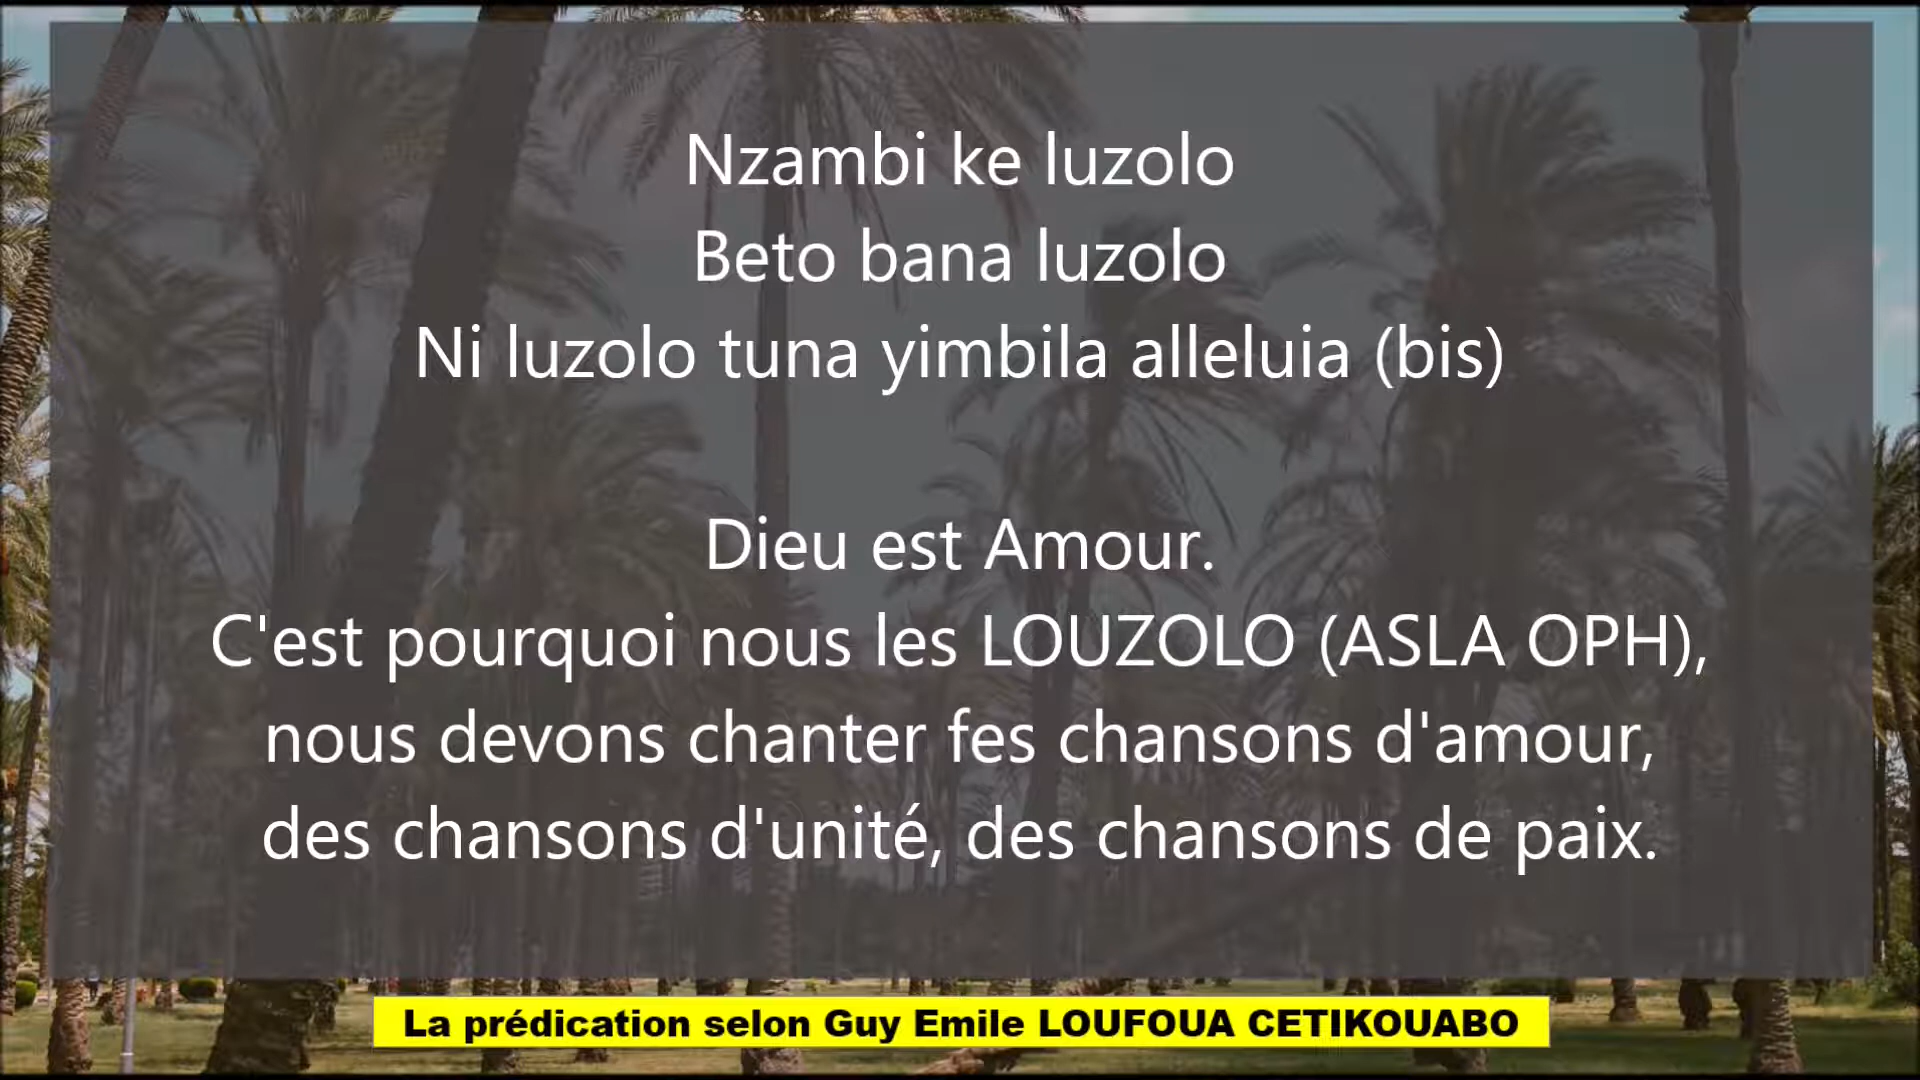 Nzambi ke luzolo
Beto bana luzolo
Ni luzolo tuna yimbila alleluia (bis)
Dieu est Amour.
C'est pourquoi nous les LOUZOLO (ASLA OPH),
nous devons chanter fes chansons d'amour,
des chansons d'unité, des chansons de paix.
La prédication selon Guy Emile LOUFOUA CETIKOUABO